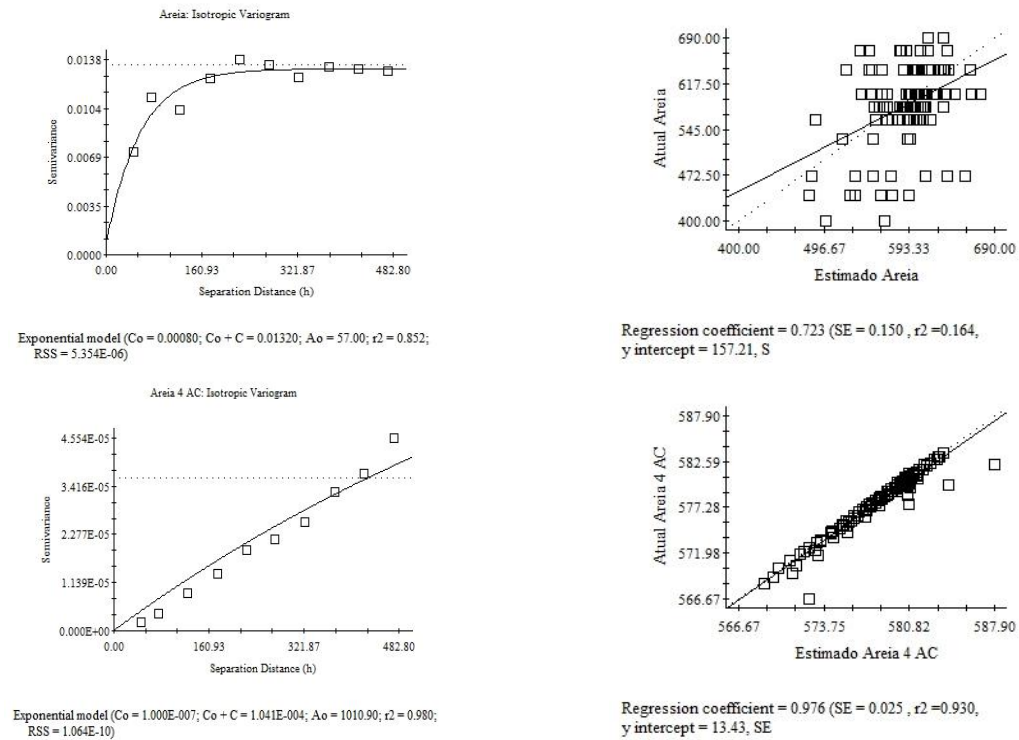 Areia: Isotropic Variogram
0.0138
0.0104
0.0069
0.0035
0.0000
Semivariance
0.00
160.93
321.87
482.80
Separation Distance (h)
Exponential model (Co = 0.00080; Co + C = 0.01320; Ao = 57.00; r2 = 0.852;
RSS = 5.354E-06)
690.00
617.50
545.00
472.50
400.00
Atual Areia
400.00
496.67
593.33
690.00
Estimado Areia
Regression coefficient = 0.723 (SE = 0.150 , r2 =0.164,
y intercept = 157.21, S
Areia 4 AC: Isotropic Variogram
4.554E-05
3.416E-05
2.277E-05
1.139E-05
0.000E+00
Semivariance
0.00
160.93
321.87
482.80
Separation Distance (h)
Exponential model (Co = 1.000E-007; Co + C = 1.041E-004; Ao = 1010.90; r2 = 0.980;
RSS = 1.064E-10)
587.90
582.59
577.28
571.98
566.67
Atual Areia 4 AC
566.67
573.75
580.82
587.90
Estimado Areia 4 AC
Regression coefficient = 0.976 (SE = 0.025 , r2 =0.930,
y intercept = 13.43, SE